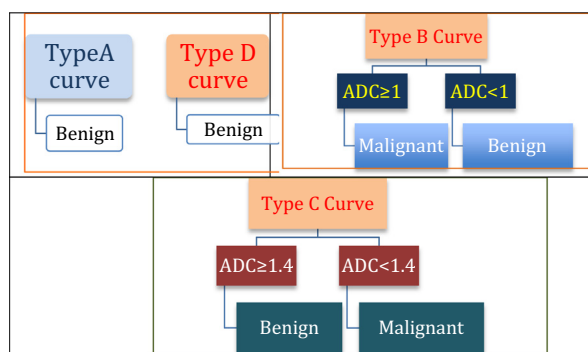 TypeA
curve
Benign
Type D
curve
Benign
Type B Curve
ADC≥1
ADC<1
Malignant
Benign
Type C Curve
ADC≥1.4
ADC<1.4
Benign
Malignant